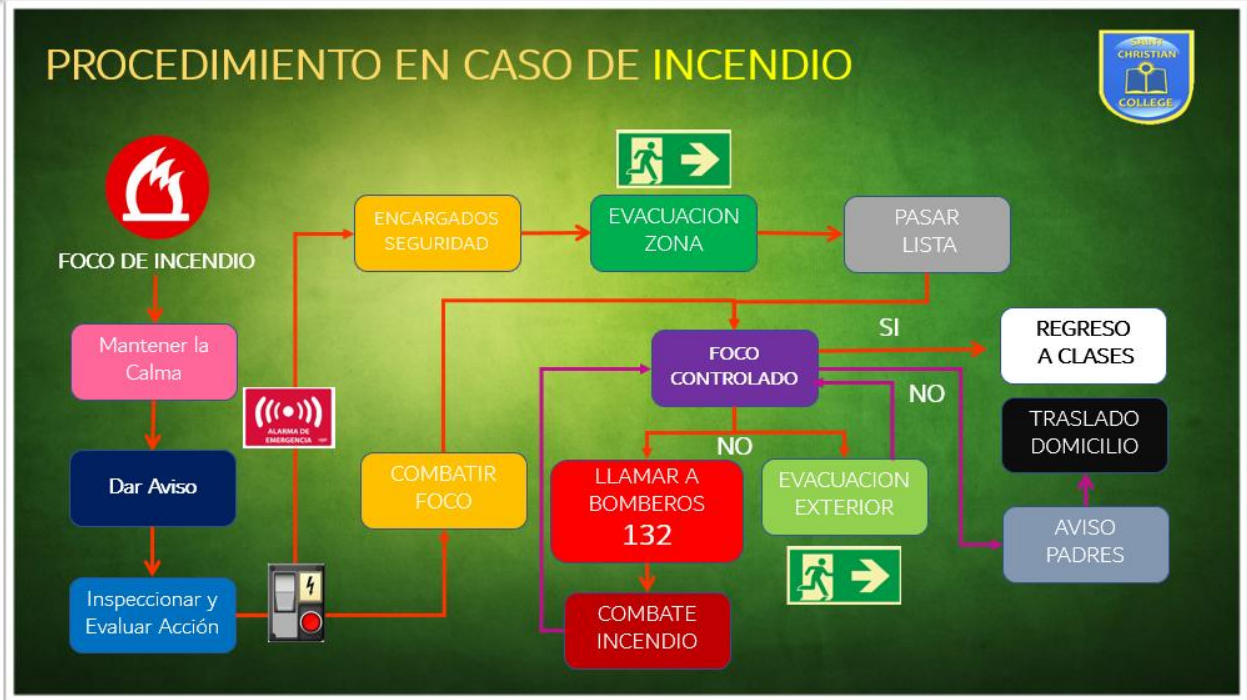 PROCEDIMIENTO EN CASO DE INCENDIO
SAINT
CHRISTIAN
COLLEGE
FOCO DE INCENDIO
Mantener la
Calma
Dar Aviso
Inspeccionar y
Evaluar Acción
ALARMA DE
EMERGENCIA
ENCARGADOS
SEGURIDAD
EVACUACION
ZONA
PASAR
LISTA
COMBATIR
FOCO
FOCO
CONTROLADO
SI
REGRESO
A CLASES
NO
TRASLADO
DOMICILIO
AVISO
PADRES
NO
LLAMAR A
BOMBEROS
132
EVACUACION
EXTERIOR
COMBATE
INCENDIO